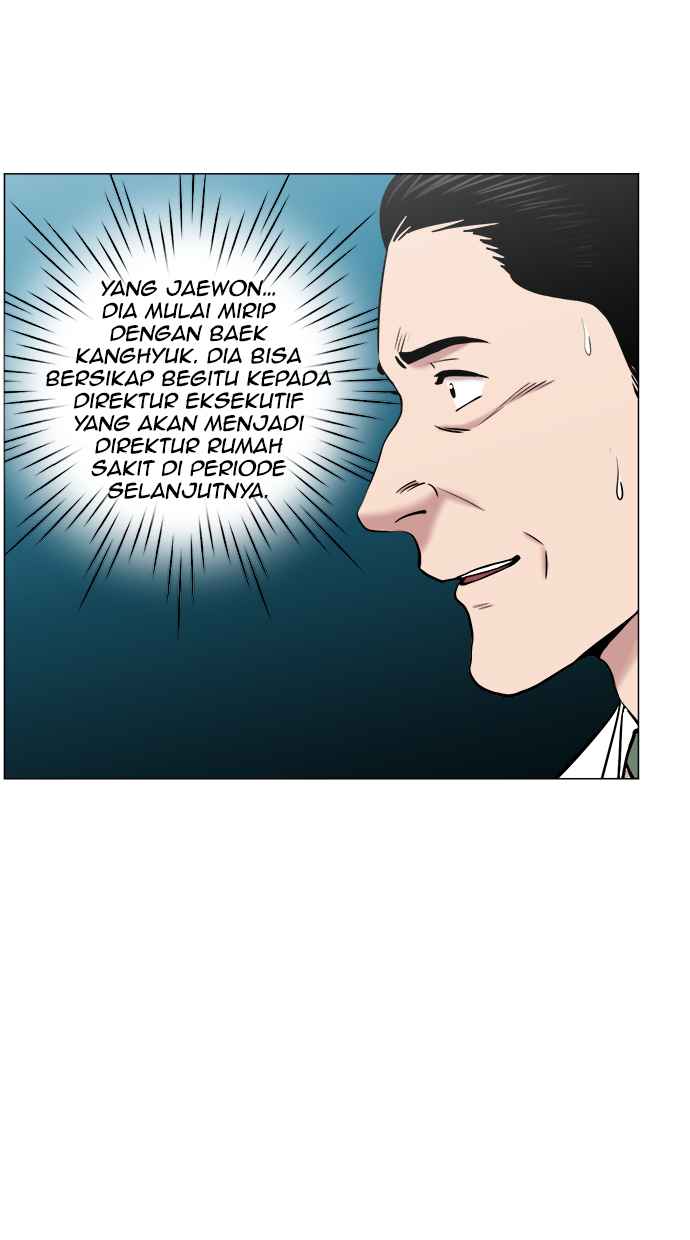 YANG JAEWON...
DIA MULAI MIRIP
DENGAN BAEK
KANGHYUK. DIA BISA
BERSIKAP BEGITU KEPADA
DIREKTUR EKSEKUTIF
YANG AKAN MENJADI
DIREKTUR RUMAH
SAKIT DI PERIODE
SELANJUTNYA.